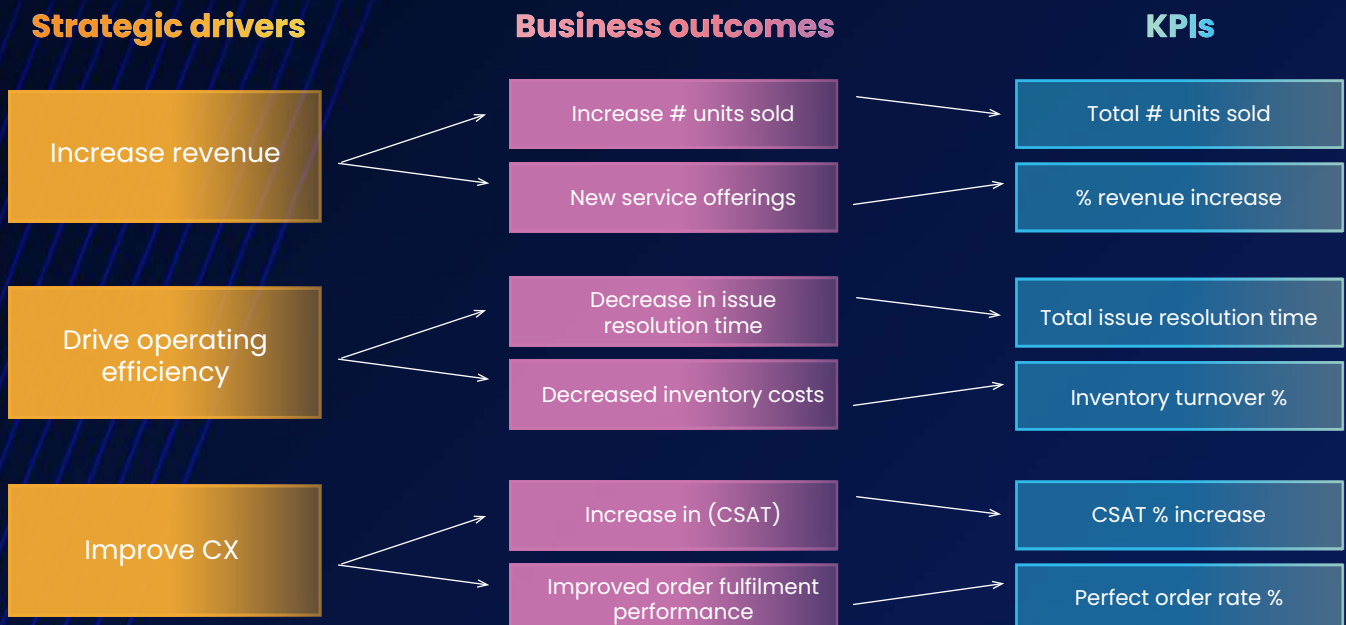 Strategic drivers
Business outcomes
KPIs
Increase revenue
Increase # units sold
Total # units sold
New service offerings
% revenue increase
Drive operating
efficiency
Decrease in issue
resolution time
Total issue resolution time
Decreased inventory costs
Inventory turnover %
Improve CX
Increase in (CSAT)
CSAT % increase
Improved order fulfilment
performance
Perfect order rate %